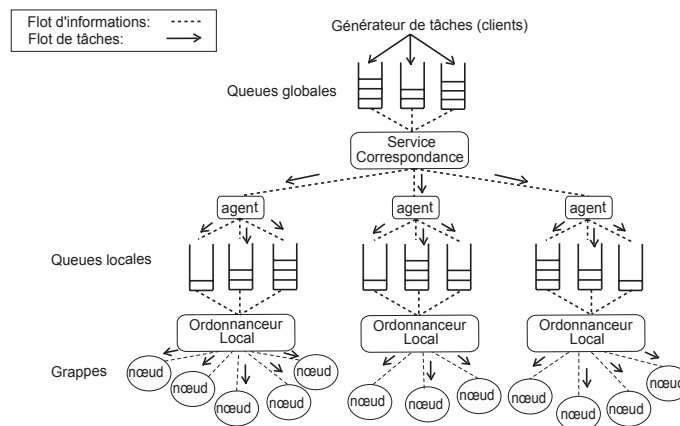 Flot d'informations:
Flot de tâches:
Générateur de tâches (clients)
Queues globales
Service
Correspondance
agent
agent
agent
Queues locales
Ordonnanceur
Local
Ordonnanceur
Local
Ordonnanceur
Local
Grappes
nœud
nœud
nœud
nœud
nœud
nœud
nœud
nœud
nœud
nœud
nœud
nœud